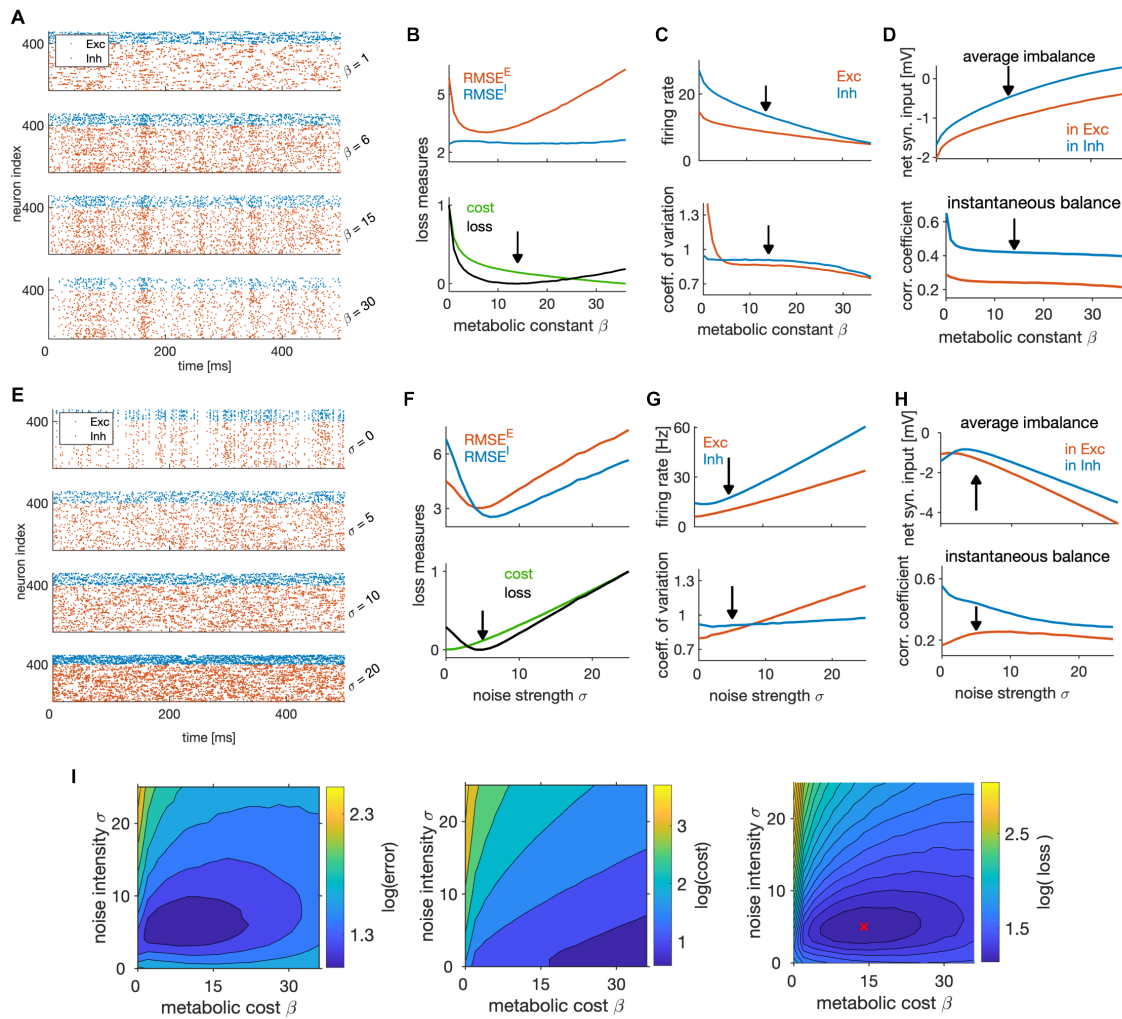 A
400
Exc
Inh
β = 1
400
β = 6
neuron index
400
β = 15
400
β = 30
0
200
400
time [ms]
B
RMSE^E
RMSE^I
5
2
loss measures
1
cost
loss
0
0
10
20
30
metabolic constant β
C
firing rate
20
0
Exc
Inh
coeff. of variation
1.3
1
0.7
0
10
20
30
metabolic constant β
D
average imbalance
net syn. input [mV]
0
-1
-2
in Exc
in Inh
instantaneous balance
corr. coefficient
0.6
0.4
0.2
0
10
20
30
metabolic constant β
E
400
Exc
Inh
σ = 0
400
σ = 5
neuron index
400
σ = 10
400
σ = 20
0
200
400
time [ms]
F
RMSE^E
RMSE^I
6
3
loss measures
1
cost
loss
0
0
10
20
noise strength σ
G
firing rate [Hz]
60
30
0
Exc
Inh
coeff. of variation
1.3
1
0.7
0
10
20
noise strength σ
H
average imbalance
net syn. input [mV]
0
-2
-4
in Exc
in Inh
instantaneous balance
corr. coefficient
0.6
0.2
0
10
20
noise strength σ
I
noise intensity σ
20
10
0
0
15
30
metabolic cost β
2.3
1.3
log(error)
noise intensity σ
20
10
0
0
15
30
metabolic cost β
3
2
1
log(cost)
noise intensity σ
20
10
0
0
15
30
metabolic cost β
2.5
1.5
log( loss)